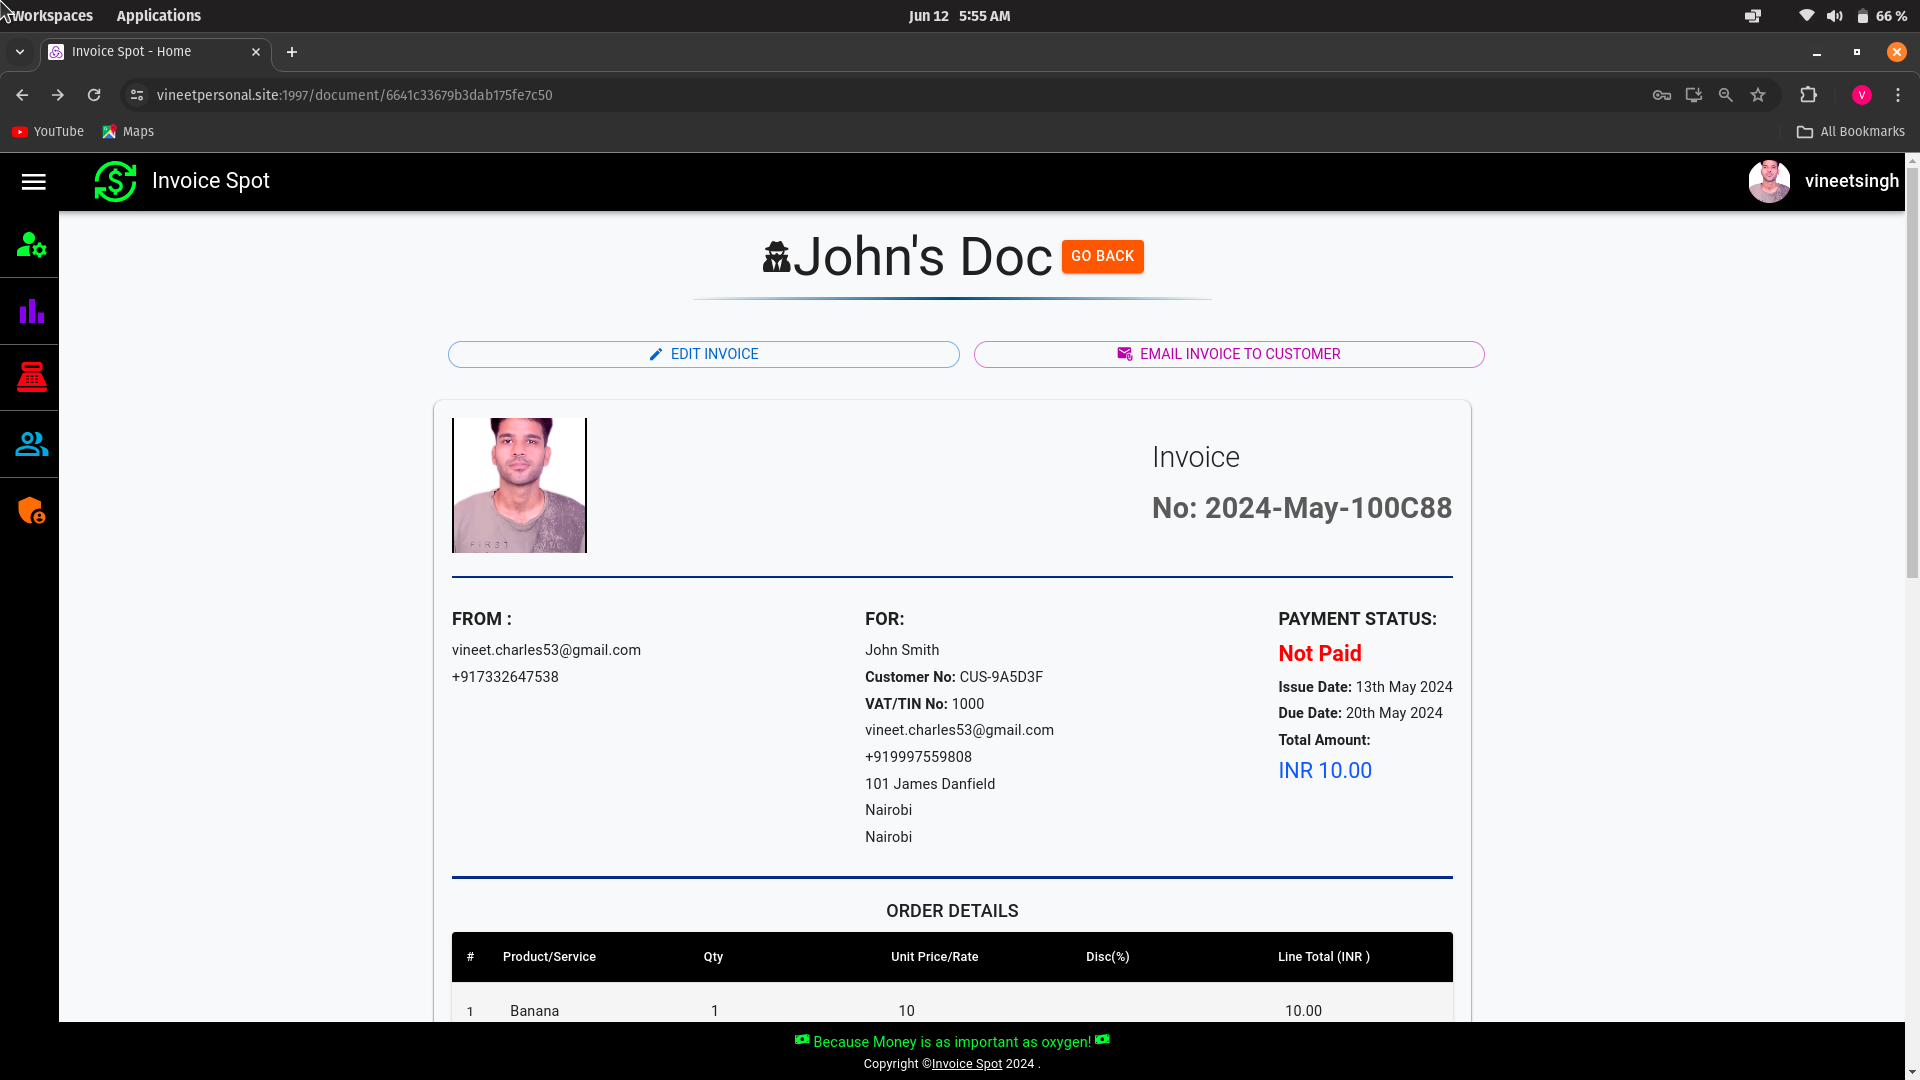 Workspaces Applications Jun 12 5:55 AM 66 %
Invoice Spot - Home
vineetpersonal.site:1997/document/6641c33679b3dab175fe7c50 V
YouTube Maps All Bookmarks
Invoice Spot vineetsingh
John's Doc GO BACK
EDIT INVOICE EMAIL INVOICE TO CUSTOMER
Invoice
No: 2024-May-100C88
FROM :
vineet.charles53@gmail.com
+917332647538
FOR:
John Smith
Customer No: CUS-9A5D3F
VAT/TIN No: 1000
vineet.charles53@gmail.com
+919997559808
101 James Danfield
Nairobi
Nairobi
PAYMENT STATUS:
Not Paid
Issue Date: 13th May 2024
Due Date: 20th May 2024
Total Amount:
INR 10.00
ORDER DETAILS
# Product/Service Qty Unit Price/Rate Disc(%) Line Total (INR )
1 Banana 1 10 10.00
Because Money is as important as oxygen!
Copyright ©Invoice Spot 2024 .